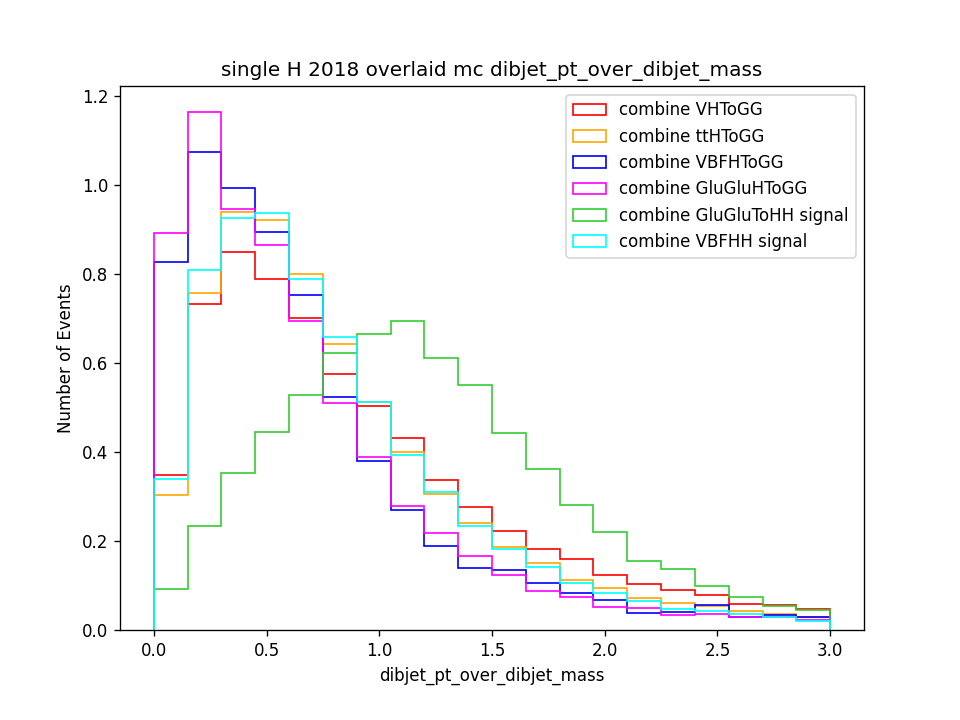 single H 2018 overlaid mc dibjet_pt_over_dibjet_mass
combine VHToGG
combine ttHToGG
combine VBFHToGG
combine GluGluHToGG
combine GluGluToHH signal
combine VBFHH signal
Number of Events
1.2
1.0
0.8
0.6
0.4
0.2
0.0
0.0 0.5 1.0 1.5 2.0 2.5 3.0
dibjet_pt_over_dibjet_mass